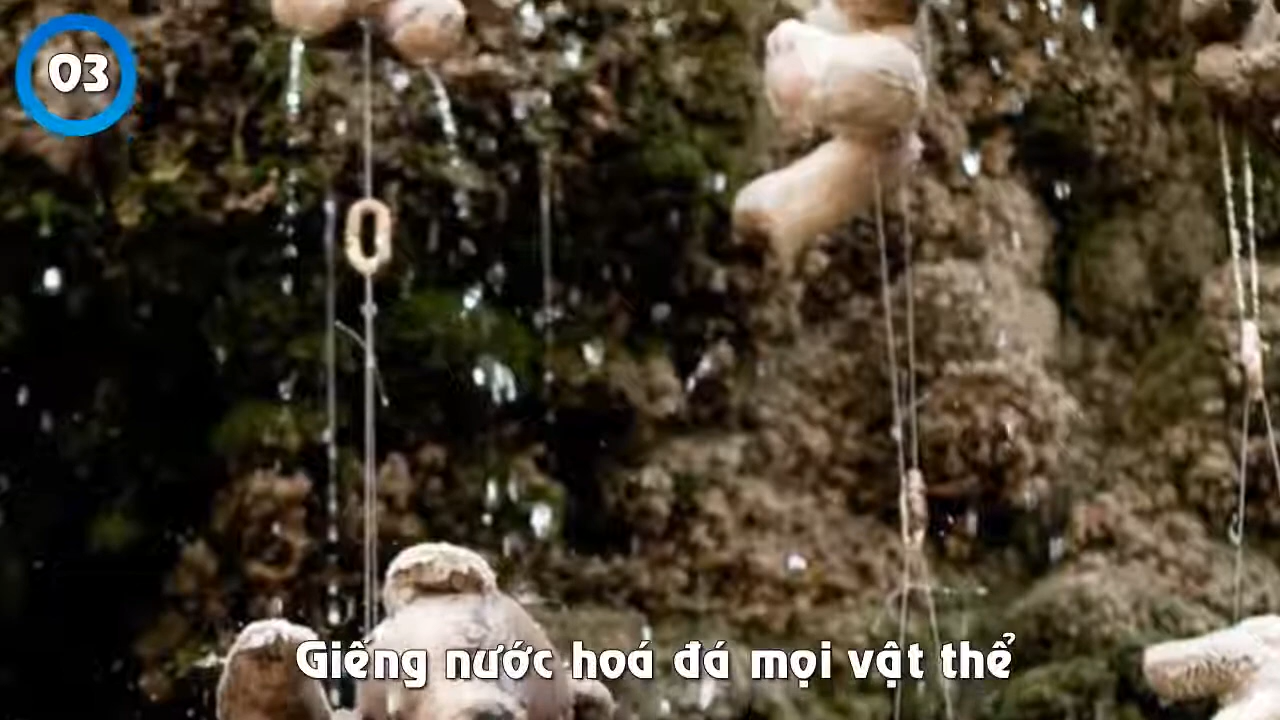 03
Giếng nước hoá đá mọi vật thể